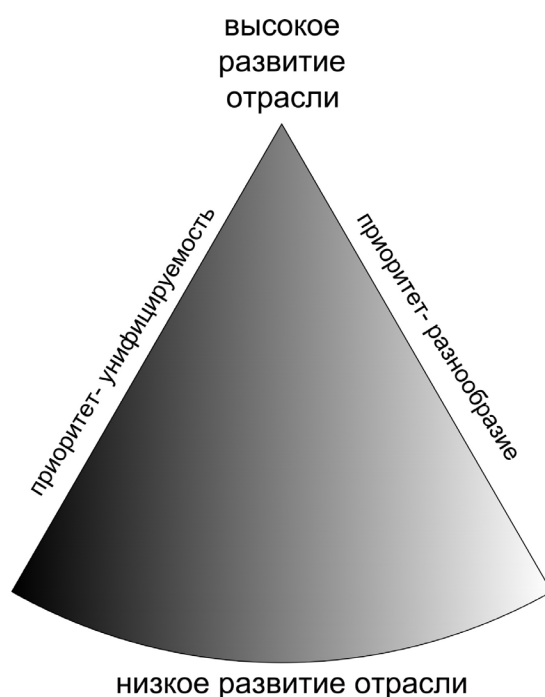 высокое
развитие
отрасли
приоритет- унифицируемость
приоритет- разнообразие
низкое развитие отрасли